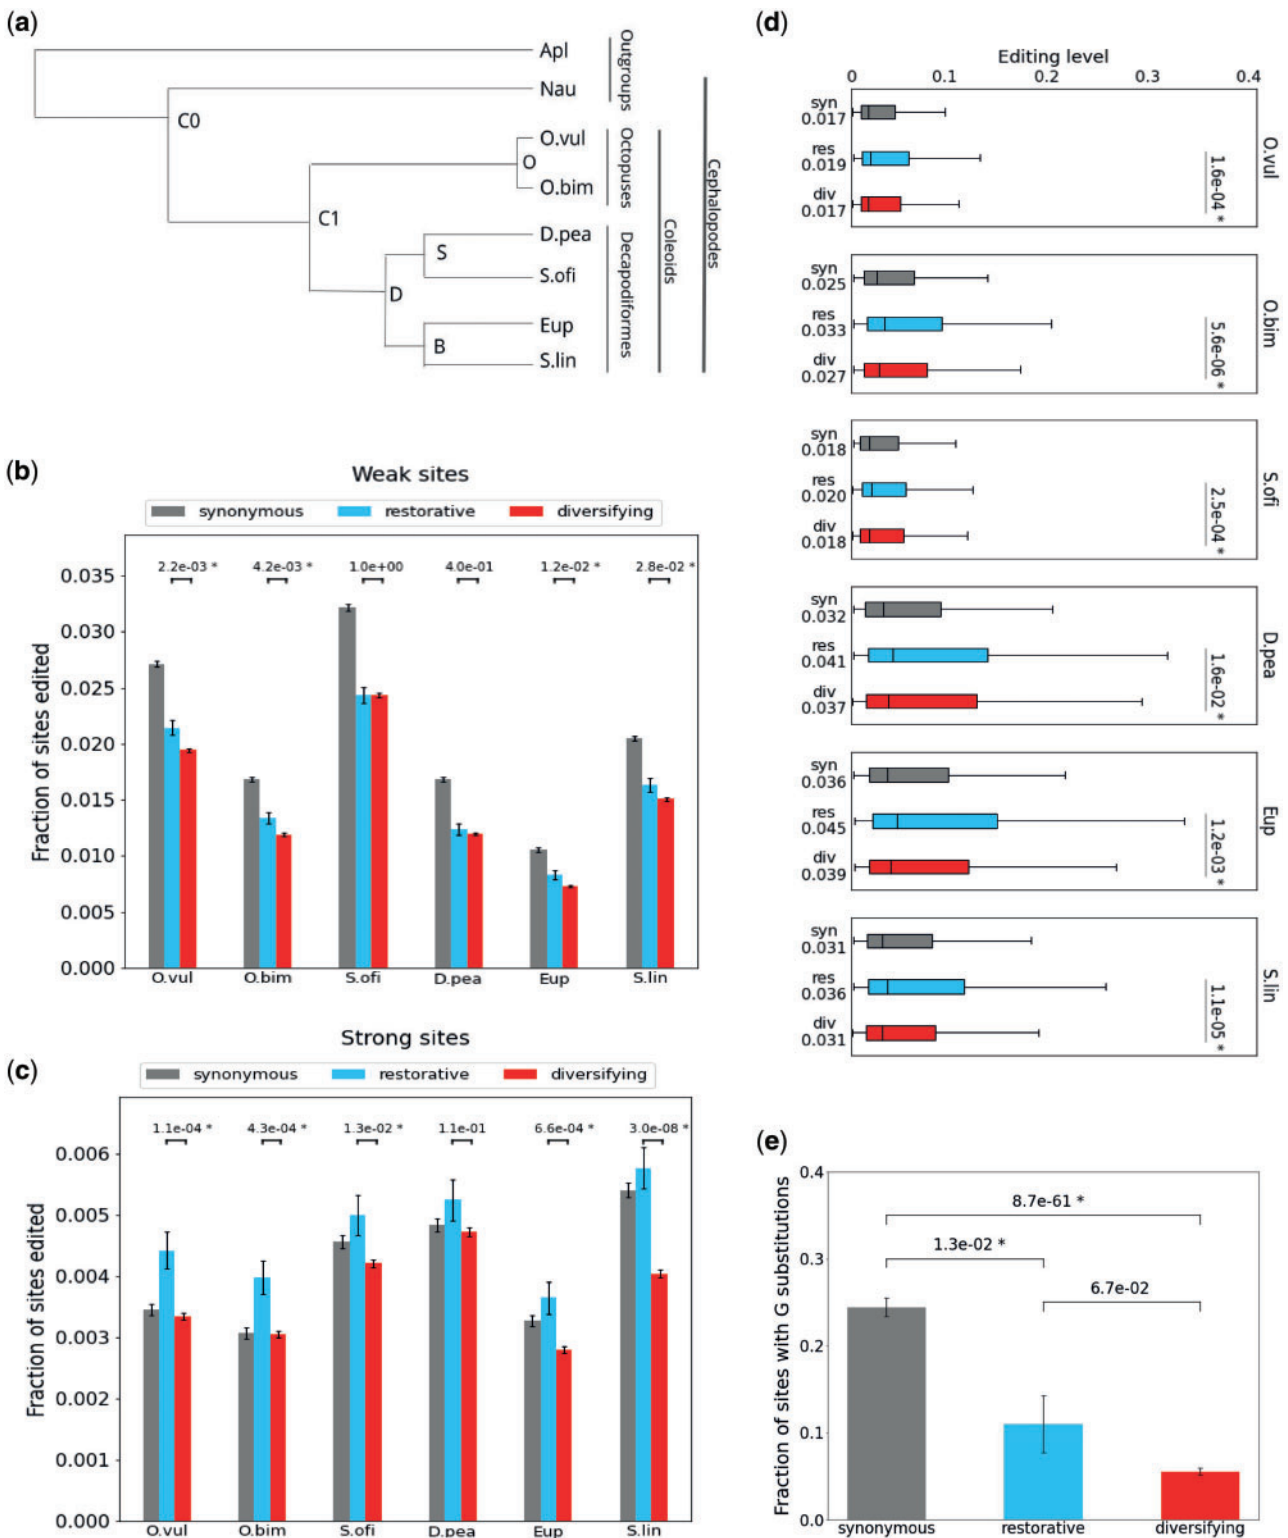 (a)
Apl
Nau
C0
O.vul
O
O.bim
C1
D.pea
S
S.ofi
D
Eup
B
S.lin
Outgroups
Octopuses
Decapodiformes
Coleoids
Cephalopodes
(b)
Weak sites
synonymous restorative diversifying
2.2e-03 * 4.2e-03 * 1.0e+00 4.0e-01 1.2e-02 * 2.8e-02 *
Fraction of sites edited
0.035
0.030
0.025
0.020
0.015
0.010
0.005
0.000
O.vul O.bim S.ofi D.pea Eup S.lin
(c)
Strong sites
synonymous restorative diversifying
1.1e-04 * 4.3e-04 * 1.3e-02 * 1.1e-01 6.6e-04 * 3.0e-08 *
Fraction of sites edited
0.006
0.005
0.004
0.003
0.002
0.001
0.000
O.vul O.bim S.ofi D.pea Eup S.lin
(d)
Editing level
0 0.1 0.2 0.3 0.4
syn
0.017
res
0.019
div
0.017
1.6e-04 *
O.vul
syn
0.025
res
0.033
div
0.027
5.6e-06 *
O.bim
syn
0.018
res
0.020
div
0.018
2.5e-04 *
S.ofi
syn
0.032
res
0.041
div
0.037
1.6e-02 *
D.pea
syn
0.036
res
0.045
div
0.039
1.2e-03 *
Eup
syn
0.031
res
0.036
div
0.031
1.1e-05 *
S.lin
(e)
Fraction of sites with G substitutions
0.4
0.3
0.2
0.1
0.0
8.7e-61 *
1.3e-02 *
6.7e-02
synonymous restorative diversifying